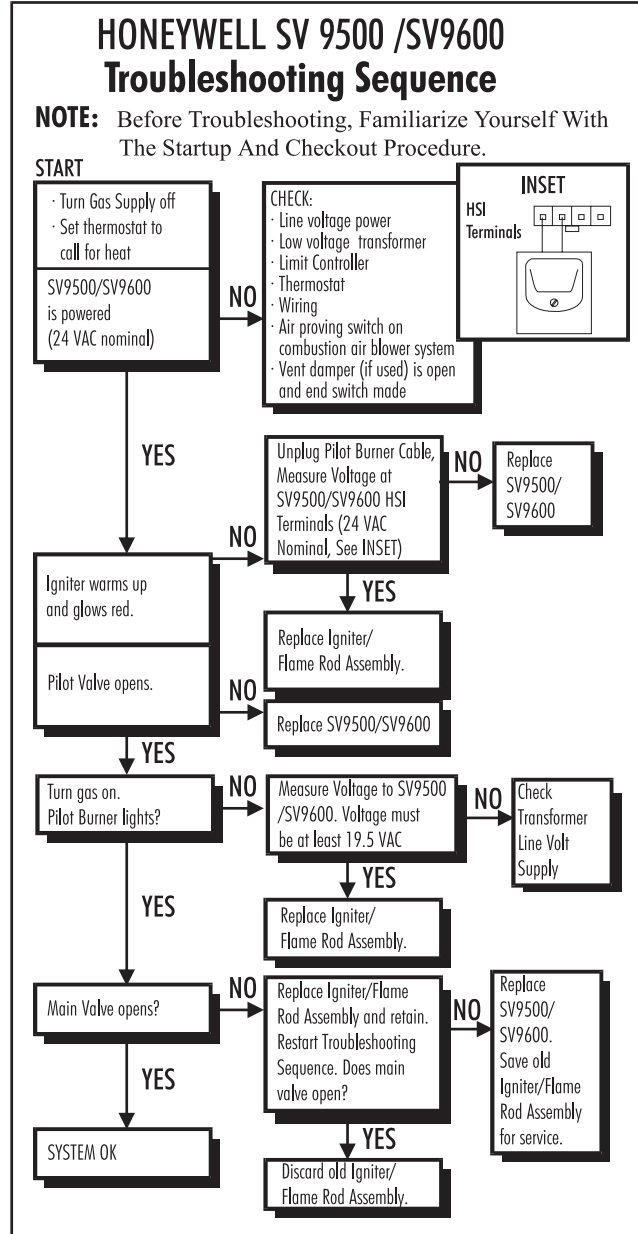 HONEYWELL SV 9500 /SV9600
Troubleshooting Sequence
NOTE: Before Troubleshooting, Familiarize Yourself With
The Startup And Checkout Procedure.
START
· Turn Gas Supply off
· Set thermostat to
call for heat
SV9500/SV9600
is powered
(24 VAC nominal)
NO
CHECK:
· Line voltage power
· Low voltage transformer
· Limit Controller
· Thermostat
· Wiring
· Air proving switch on
combustion air blower system
· Vent damper (if used) is open
and end switch made
INSET
HSI
Terminals
YES
Igniter warms up
and glows red.
NO
Unplug Pilot Burner Cable,
Measure Voltage at
SV9500/SV9600 HSI
Terminals (24 VAC
Nominal, See INSET)
NO
Replace
SV9500/
SV9600
YES
Replace Igniter/
Flame Rod Assembly.
Pilot Valve opens.
NO
Replace SV9500/SV9600
YES
Turn gas on.
Pilot Burner lights?
NO
Measure Voltage to SV9500
/SV9600. Voltage must
be at least 19.5 VAC
NO
Check
Transformer
Line Volt
Supply
YES
Replace Igniter/
Flame Rod Assembly.
YES
Main Valve opens?
NO
Replace Igniter/Flame
Rod Assembly and retain.
Restart Troubleshooting
Sequence. Does main
valve open?
NO
Replace
SV9500/
SV9600.
Save old
Igniter/Flame
Rod Assembly
for service.
YES
Discard old Igniter/
Flame Rod Assembly.
YES
SYSTEM OK